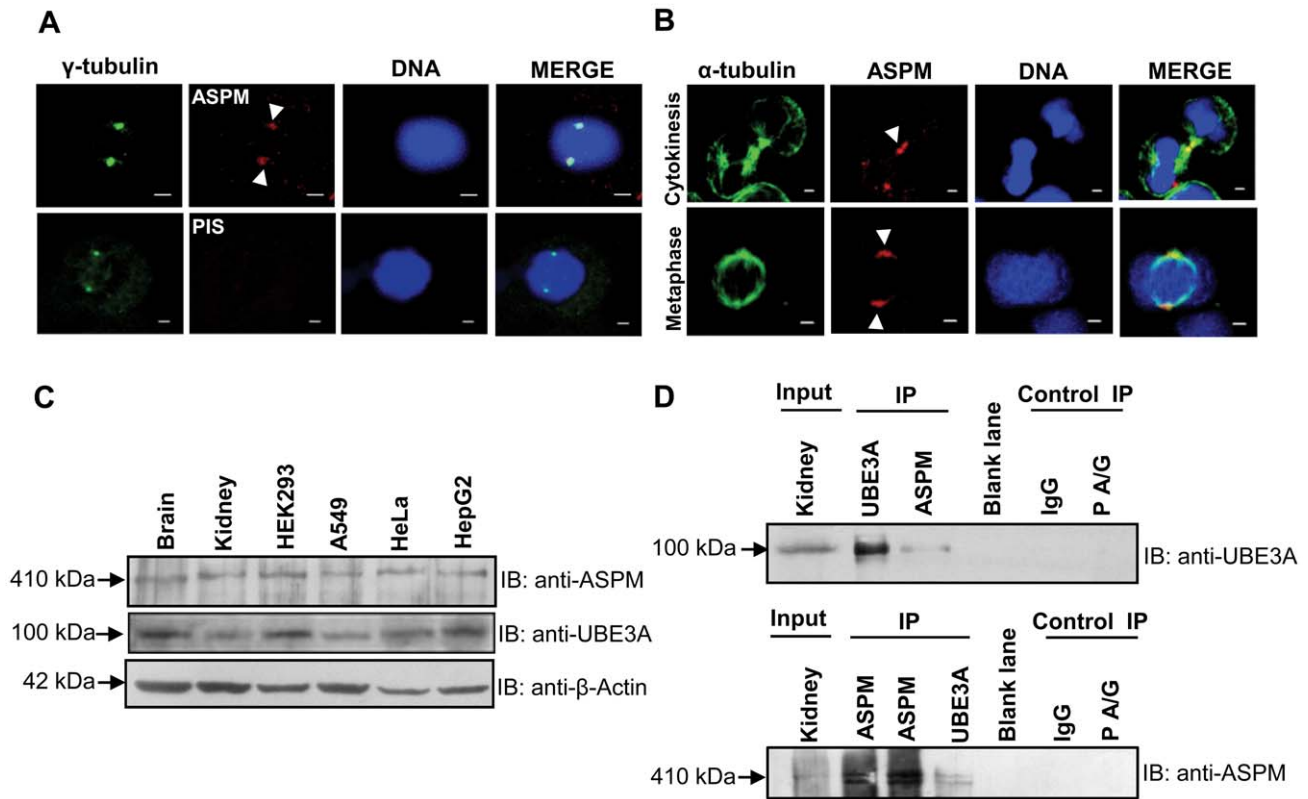 A
γ-tubulin
DNA
MERGE
ASPM
PIS
B
α-tubulin
ASPM
DNA
MERGE
Cytokinesis
Metaphase
C
Brain
Kidney
HEK293
A549
HeLa
HepG2
410 kDa
IB: anti-ASPM
100 kDa
IB: anti-UBE3A
42 kDa
IB: anti-β-Actin
D
Input
IP
Control IP
Kidney
UBE3A
ASPM
Blank lane
IgG
P A/G
100 kDa
IB: anti-UBE3A
Input
IP
Control IP
Kidney
ASPM
ASPM
UBE3A
Blank lane
IgG
P A/G
410 kDa
IB: anti-ASPM